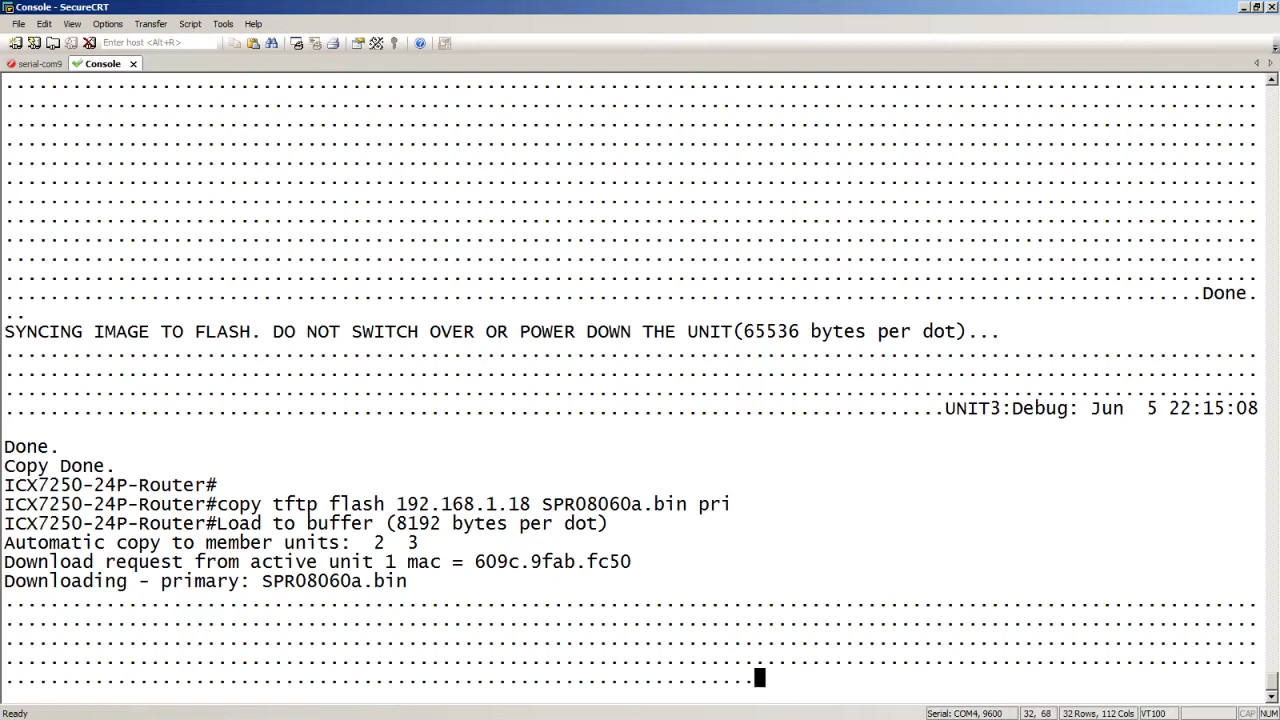 Console - SecureCRT
File Edit View Options Transfer Script Tools Help
Enter host <Alt+R>
serial-com9 Console
Done.
..
SYNCING IMAGE TO FLASH. DO NOT SWITCH OVER OR POWER DOWN THE UNIT(65536 bytes per dot)...
UNIT3:Debug: Jun  5 22:15:08
Done.
Copy Done.
ICX7250-24P-Router#
ICX7250-24P-Router#copy tftp flash 192.168.1.18 SPR08060a.bin pri
ICX7250-24P-Router#Load to buffer (8192 bytes per dot)
Automatic copy to member units:  2  3
Download request from active unit 1 mac = 609c.9fab.fc50
Downloading - primary: SPR08060a.bin
Ready Serial: COM4, 9600 32, 68 32 Rows, 112 Cols VT100 CAP NUM